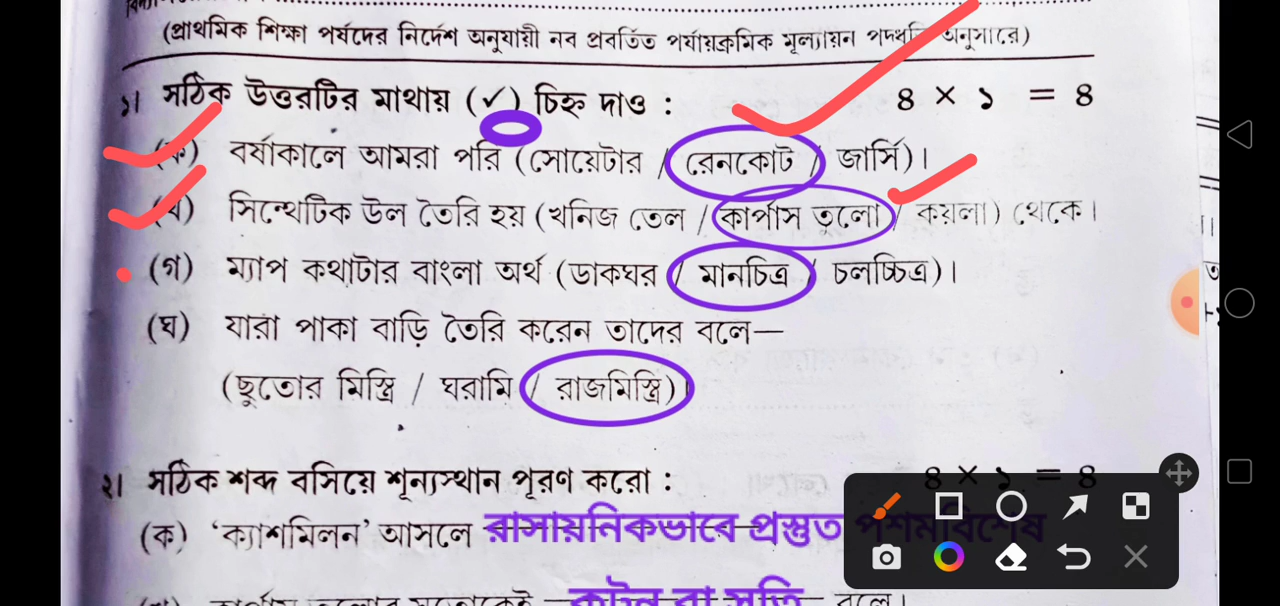 (প্রাথমিক শিক্ষা পর্ষদের নির্দেশ অনুযায়ী নব প্রবর্তিত পর্যায়ক্রমিক মূল্যায়ন পদ্ধতি অনুসারে)
১। সঠিক উত্তরটির মাথায় (✓) চিহ্ন দাও : ৪ × ১ = ৪
(ক) বর্ষাকালে আমরা পরি (সোয়েটার / রেনকোট / জার্সি)।
(খ) সিন্থেটিক উল তৈরি হয় (খনিজ তেল / কার্পাস তুলো / কয়লা) থেকে।
(গ) ম্যাপ কথাটার বাংলা অর্থ (ডাকঘর / মানচিত্র / চলচ্চিত্র)।
(ঘ) যারা পাকা বাড়ি তৈরি করেন তাদের বলে—
(ছুতোর মিস্ত্রি / ঘরামি / রাজমিস্ত্রি)।
২। সঠিক শব্দ বসিয়ে শূন্যস্থান পূরণ করো : ৪ × ১ = ৪
(ক) ‘ক্যাশমিলন’ আসলে রাসায়নিকভাবে প্রস্তুত পশমবিশেষ
কটন বা সুতি বলে।